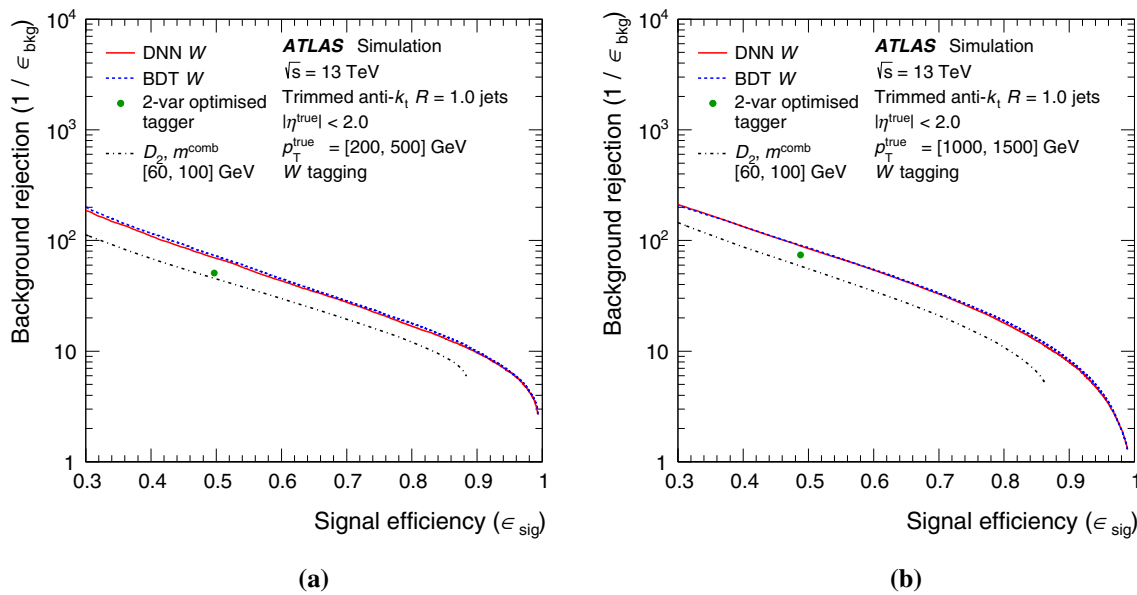 Background rejection (1 / ϵ bkg)
10⁴
10³
10²
10
1
DNN W
BDT W
2-var optimised
tagger
D₂, mᶜᵒᵐᵇ
[60, 100] GeV
ATLAS Simulation
√s = 13 TeV
Trimmed anti-kₜ R = 1.0 jets
|ηᵗʳᵘᵉ| < 2.0
p_T^true = [200, 500] GeV
W tagging
0.3 0.4 0.5 0.6 0.7 0.8 0.9 1
Signal efficiency (ϵ sig)
(a)
Background rejection (1 / ϵ bkg)
10⁴
10³
10²
10
1
DNN W
BDT W
2-var optimised
tagger
D₂, mᶜᵒᵐᵇ
[60, 100] GeV
ATLAS Simulation
√s = 13 TeV
Trimmed anti-kₜ R = 1.0 jets
|ηᵗʳᵘᵉ| < 2.0
p_T^true = [1000, 1500] GeV
W tagging
0.3 0.4 0.5 0.6 0.7 0.8 0.9 1
Signal efficiency (ϵ sig)
(b)